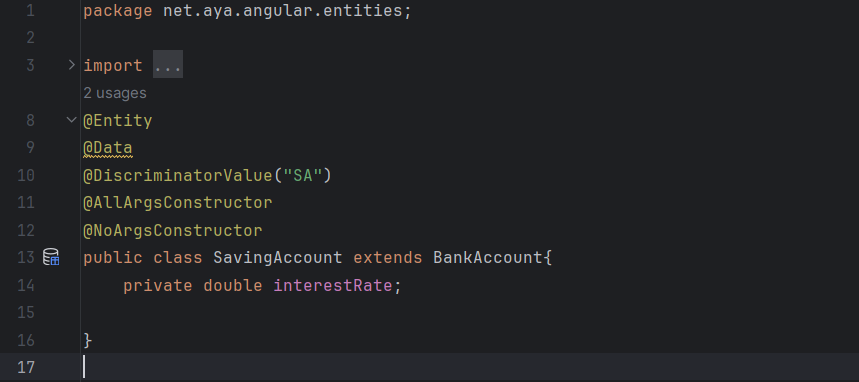 1 package net.aya.angular.entities;
2
3 import ...
2 usages
8 @Entity
9 @Data
10 @DiscriminatorValue("SA")
11 @AllArgsConstructor
12 @NoArgsConstructor
13 public class SavingAccount extends BankAccount{
14 private double interestRate;
15
16 }
17